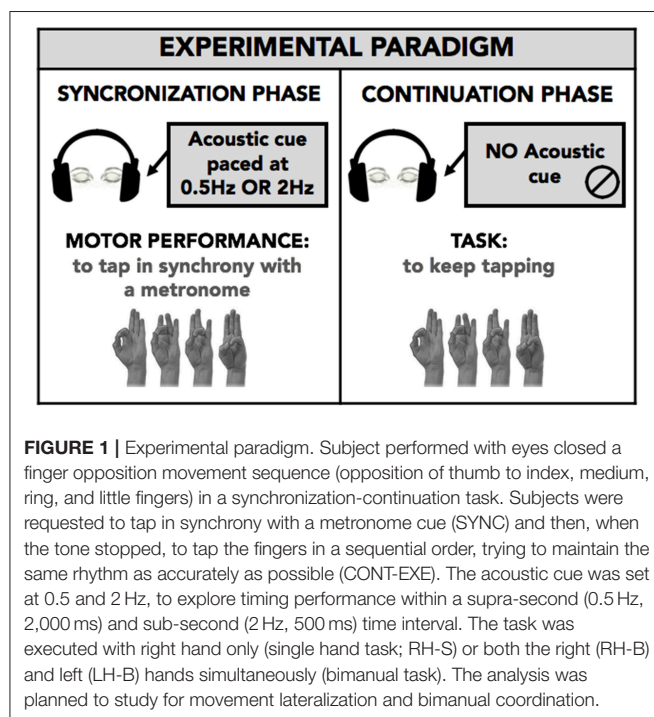 EXPERIMENTAL PARADIGM
SYNCRONIZATION PHASE
Acoustic cue
paced at
0.5Hz OR 2Hz
MOTOR PERFORMANCE:
to tap in synchrony with
a metronome
CONTINUATION PHASE
NO Acoustic
cue
TASK:
to keep tapping
FIGURE 1 | Experimental paradigm. Subject performed with eyes closed a
finger opposition movement sequence (opposition of thumb to index, medium,
ring, and little fingers) in a synchronization-continuation task. Subjects were
requested to tap in synchrony with a metronome cue (SYNC) and then, when
the tone stopped, to tap the fingers in a sequential order, trying to maintain the
same rhythm as accurately as possible (CONT-EXE). The acoustic cue was set
at 0.5 and 2 Hz, to explore timing performance within a supra-second (0.5 Hz,
2,000 ms) and sub-second (2 Hz, 500 ms) time interval. The task was
executed with right hand only (single hand task; RH-S) or both the right (RH-B)
and left (LH-B) hands simultaneously (bimanual task). The analysis was
planned to study for movement lateralization and bimanual coordination.